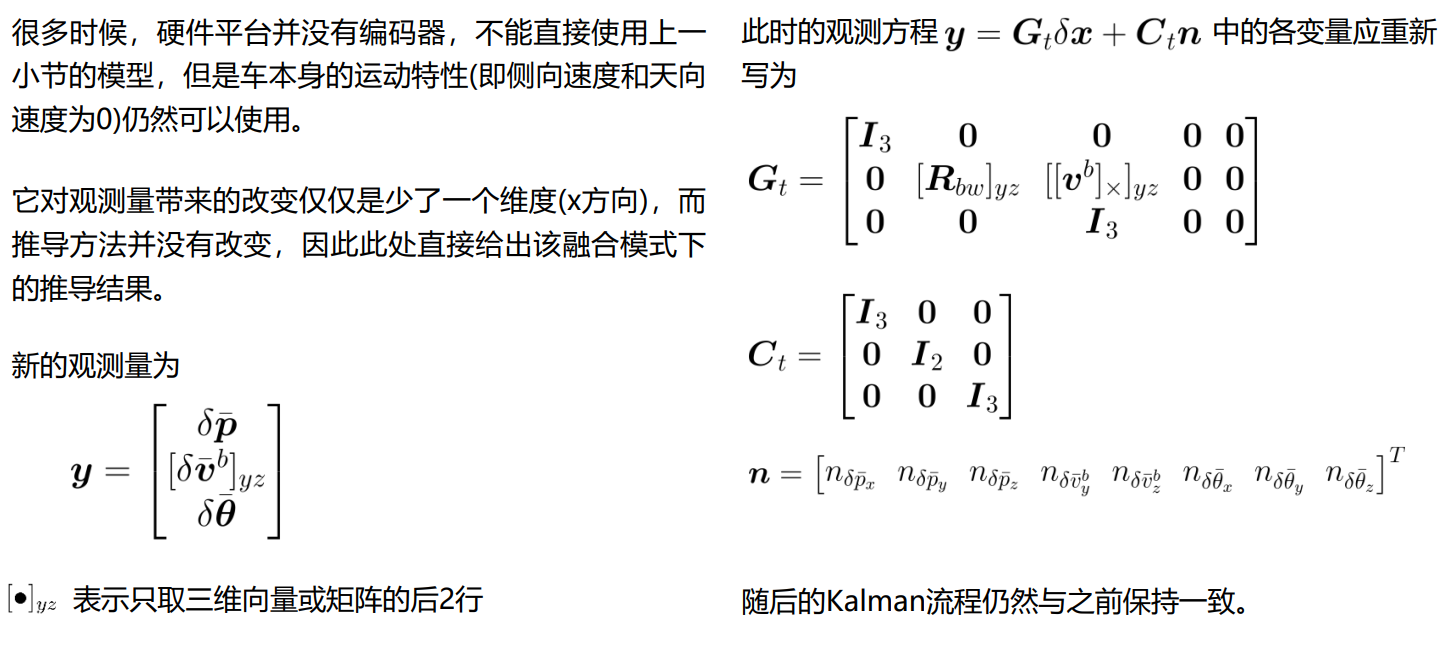 很多时候，硬件平台并没有编码器，不能直接使用上一
小节的模型，但是车本身的运动特性(即侧向速度和天向
速度为0)仍然可以使用。
它对观测量带来的改变仅仅是少了一个维度(x方向)，而
推导方法并没有改变，因此此处直接给出该融合模式下
的推导结果。
新的观测量为
$\boldsymbol{y} = \begin{bmatrix} \delta \bar{\boldsymbol{p}} \\ [\delta \bar{\boldsymbol{v}}^b]_{yz} \\ \delta \bar{\boldsymbol{\theta}} \end{bmatrix}$
$[\bullet]_{yz}$ 表示只取三维向量或矩阵的后2行
此时的观测方程 $\boldsymbol{y} = \boldsymbol{G}_t \delta \boldsymbol{x} + \boldsymbol{C}_t \boldsymbol{n}$ 中的各变量应重新
写为
$\boldsymbol{G}_t = \begin{bmatrix} \boldsymbol{I}_3 & \boldsymbol{0} & \boldsymbol{0} & \boldsymbol{0} & \boldsymbol{0} \\ \boldsymbol{0} & [\boldsymbol{R}_{bw}]_{yz} & [[\boldsymbol{v}^b]_\times]_{yz} & \boldsymbol{0} & \boldsymbol{0} \\ \boldsymbol{0} & \boldsymbol{0} & \boldsymbol{I}_3 & \boldsymbol{0} & \boldsymbol{0} \end{bmatrix}$
$\boldsymbol{C}_t = \begin{bmatrix} \boldsymbol{I}_3 & \boldsymbol{0} & \boldsymbol{0} \\ \boldsymbol{0} & \boldsymbol{I}_2 & \boldsymbol{0} \\ \boldsymbol{0} & \boldsymbol{0} & \boldsymbol{I}_3 \end{bmatrix}$
$\boldsymbol{n} = \begin{bmatrix} n_{\delta \bar{p}_x} & n_{\delta \bar{p}_y} & n_{\delta \bar{p}_z} & n_{\delta \bar{v}^b_y} & n_{\delta \bar{v}^b_z} & n_{\delta \bar{\theta}_x} & n_{\delta \bar{\theta}_y} & n_{\delta \bar{\theta}_z} \end{bmatrix}^T$
随后的Kalman流程仍然与之前保持一致。